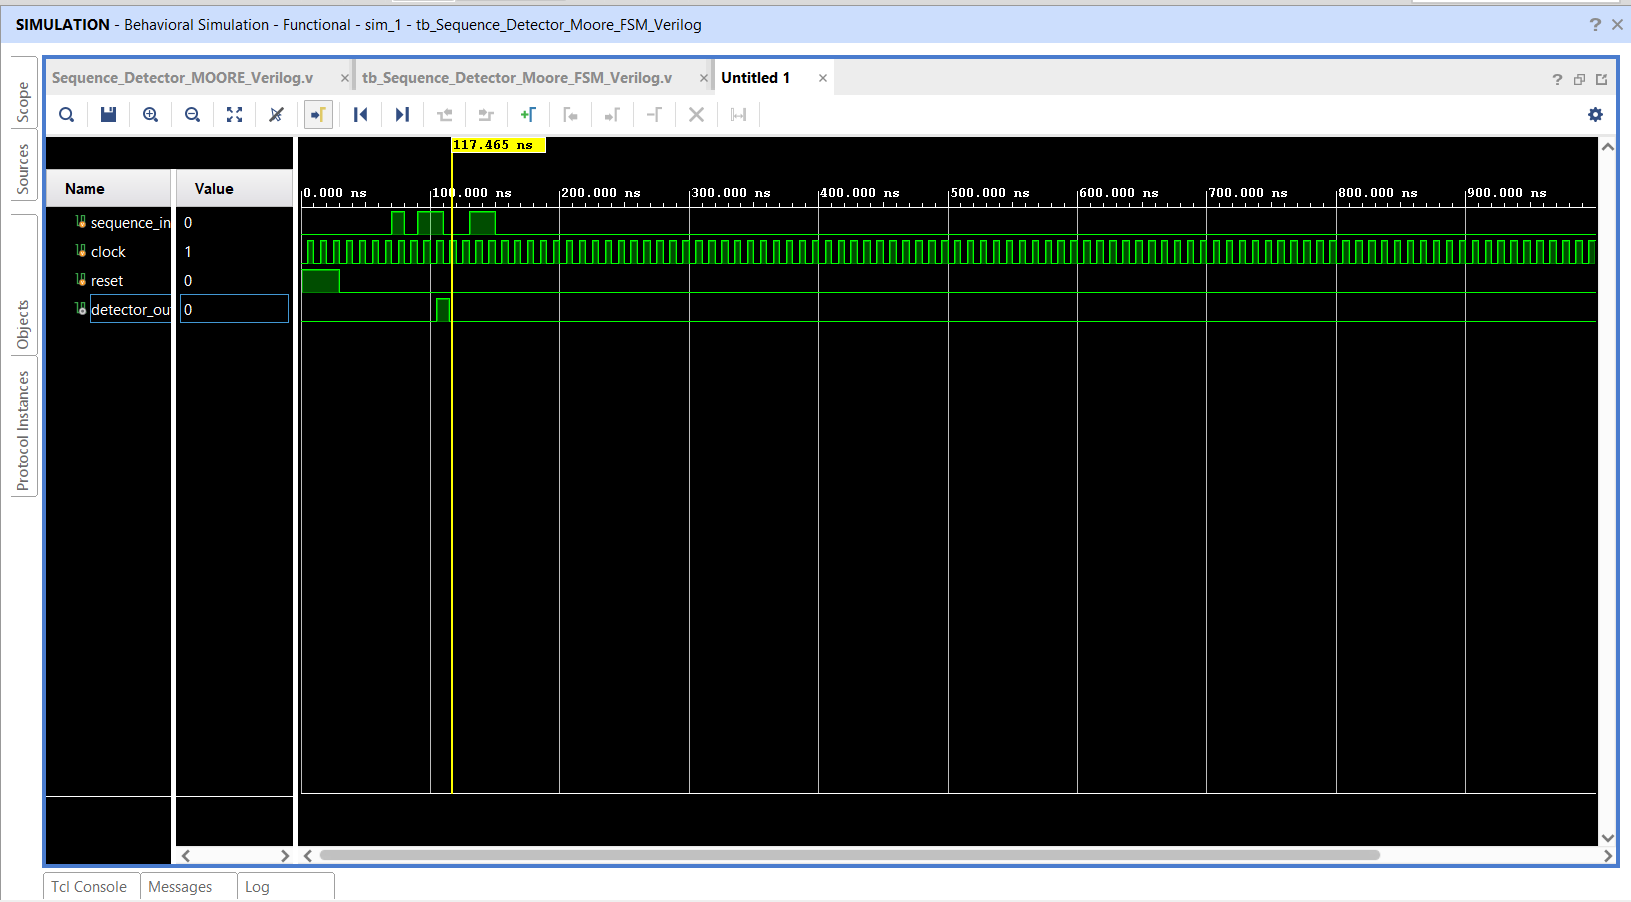 SIMULATION - Behavioral Simulation - Functional - sim_1 - tb_Sequence_Detector_Moore_FSM_Verilog ? ×
Sequence_Detector_MOORE_Verilog.v × tb_Sequence_Detector_Moore_FSM_Verilog.v × Untitled 1 × ?
Scope
Sources
Objects
Protocol Instances
117.465 ns
Name Value
0.000 ns 100.000 ns 200.000 ns 300.000 ns 400.000 ns 500.000 ns 600.000 ns 700.000 ns 800.000 ns 900.000 ns
sequence_in 0
clock 1
reset 0
detector_ou 0
Tcl Console Messages Log